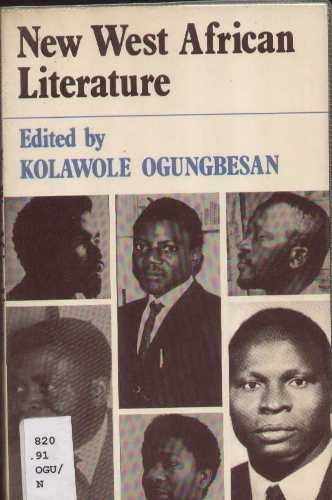 New West African
Literature
Edited by
KOLAWOLE OGUNGBESAN
820
.91
OGU/
N